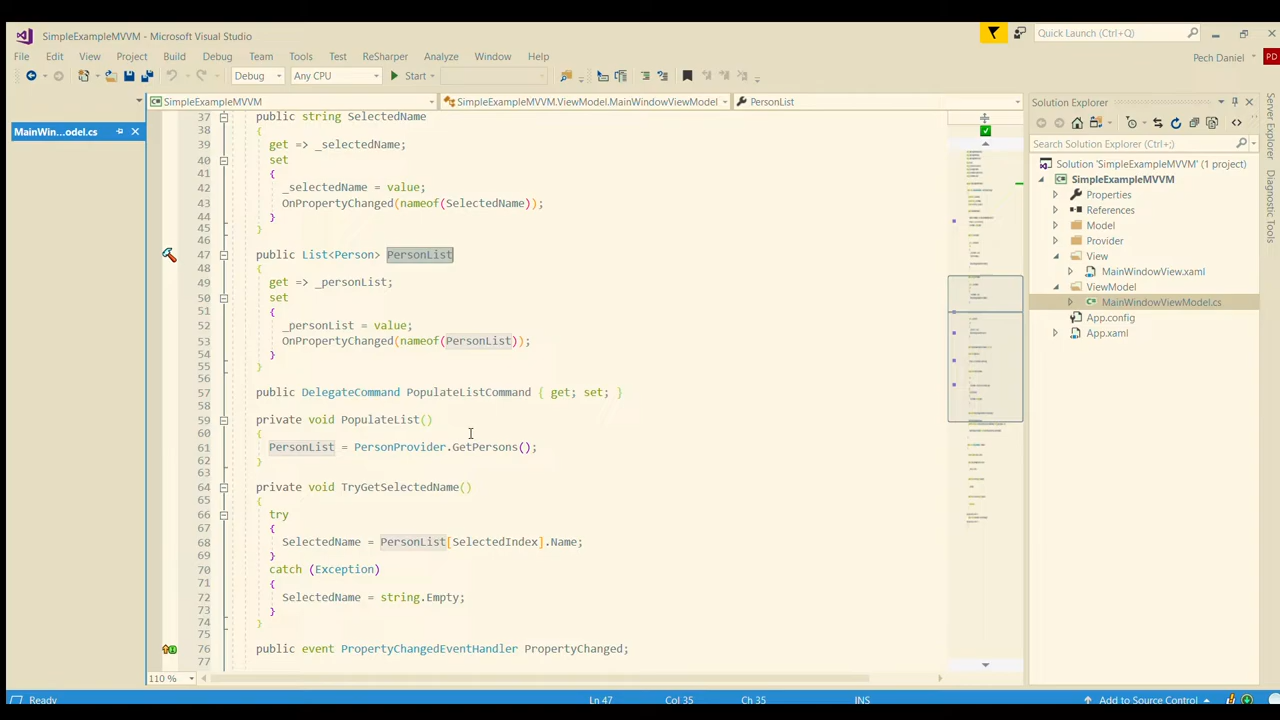 SimpleExampleMVVM - Microsoft Visual Studio
Quick Launch (Ctrl+Q)
File Edit View Project Build Debug Team Tools Test ReSharper Analyze Window Help
Pech Daniel
PD
Debug Any CPU Start
MainWin...odel.cs
SimpleExampleMVVM SimpleExampleMVVM.ViewModel.MainWindowViewModel PersonList
37 public string SelectedName
38 {
39 get => _selectedName;
40 set
41
42 selectedName = value;
43 OnPropertyChanged(nameof(SelectedName));
44 }
45 }
46
47 public List<Person> PersonList
48 {
49 get => _personList;
50 set
51 {
52 _personList = value;
53 OnPropertyChanged(nameof(PersonList));
54 }
55 }
56
57 public DelegateCommand PopulateListCommand { get; set; }
58
59 private void PopulateList()
60 {
61 sonList = PersonProvider.GetPersons();
62 }
63
64 private void TryGetSelectedName()
65 {
66
67
68 SelectedName = PersonList[SelectedIndex].Name;
69 }
70 catch (Exception)
71 {
72 SelectedName = string.Empty;
73 }
74 }
75
76 public event PropertyChangedEventHandler PropertyChanged;
77
110 %
Solution Explorer
Search Solution Explorer (Ctrl+;)
Solution 'SimpleExampleMVVM' (1 project)
SimpleExampleMVVM
Properties
References
Model
Provider
View
MainWindowView.xaml
ViewModel
MainWindowViewModel.cs
App.config
App.xaml
Server Explorer
Diagnostic Tools
Ready Ln 47 Col 35 Ch 35 INS Add to Source Control